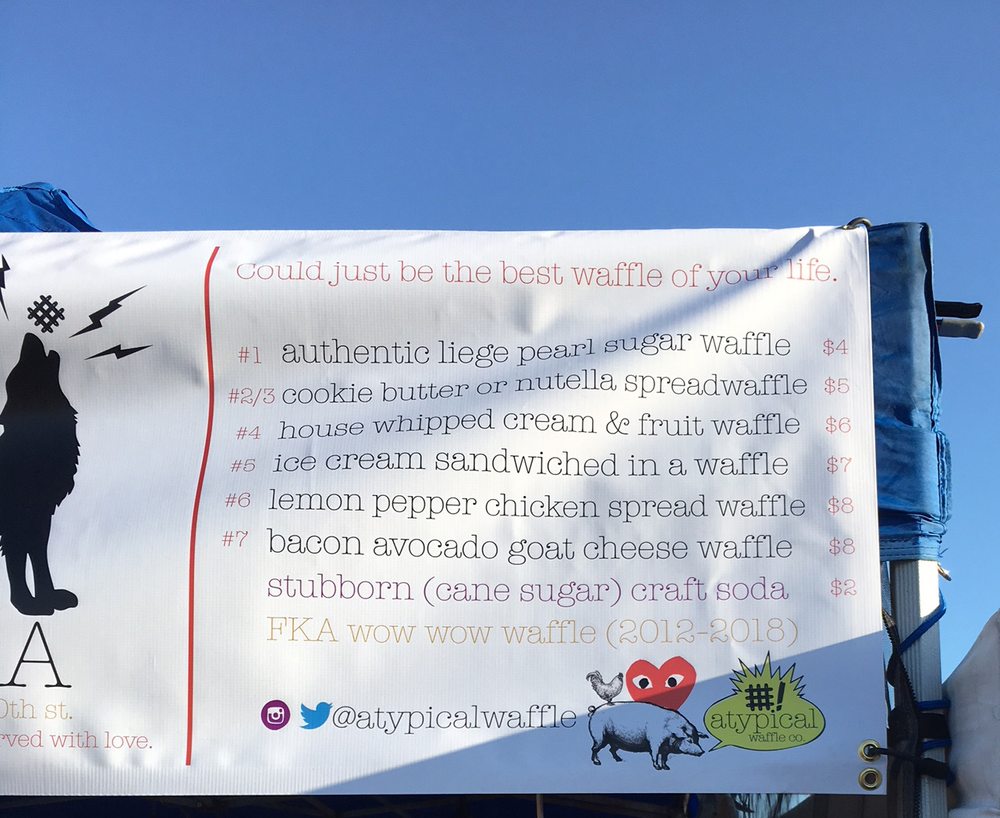 Could just be the best waffle of your life.
#1 authentic liege pearl sugar waffle $4
#2/3 cookie butter or nutella spreadwaffle $5
#4 house whipped cream & fruit waffle $6
#5 ice cream sandwiched in a waffle $7
#6 lemon pepper chicken spread waffle $8
#7 bacon avocado goat cheese waffle $8
stubborn (cane sugar) craft soda $2
FKA wow wow waffle (2012-2018)
@atypicalwaffle
#!
atypical
waffle co.
#
A
0th st.
rved with love.